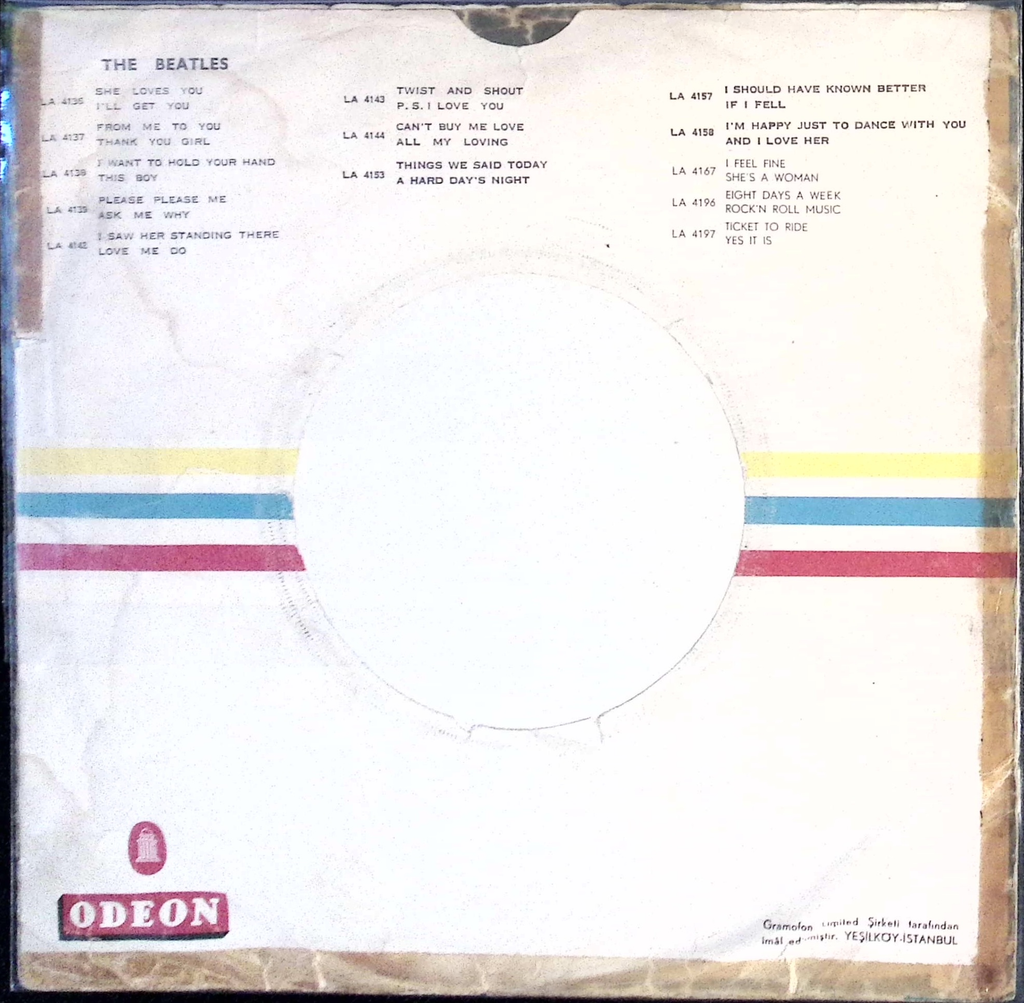 THE BEATLES
LA 4136 SHE LOVES YOU
I'LL GET YOU
LA 4137 FROM ME TO YOU
THANK YOU GIRL
LA 4138 I WANT TO HOLD YOUR HAND
THIS BOY
LA 4139 PLEASE PLEASE ME
ASK ME WHY
LA 4142 I SAW HER STANDING THERE
LOVE ME DO
LA 4143 TWIST AND SHOUT
P. S. I LOVE YOU
LA 4144 CAN'T BUY ME LOVE
ALL MY LOVING
LA 4153 THINGS WE SAID TODAY
A HARD DAY'S NIGHT
LA 4157 I SHOULD HAVE KNOWN BETTER
IF I FELL
LA 4158 I'M HAPPY JUST TO DANCE WITH YOU
AND I LOVE HER
LA 4167 I FEEL FINE
SHE'S A WOMAN
LA 4196 EIGHT DAYS A WEEK
ROCK'N ROLL MUSIC
LA 4197 TICKET TO RIDE
YES IT IS
ODEON
Gramofon Limited Şirketi tarafından
imâl YEŞİLKÖY-İSTANBUL